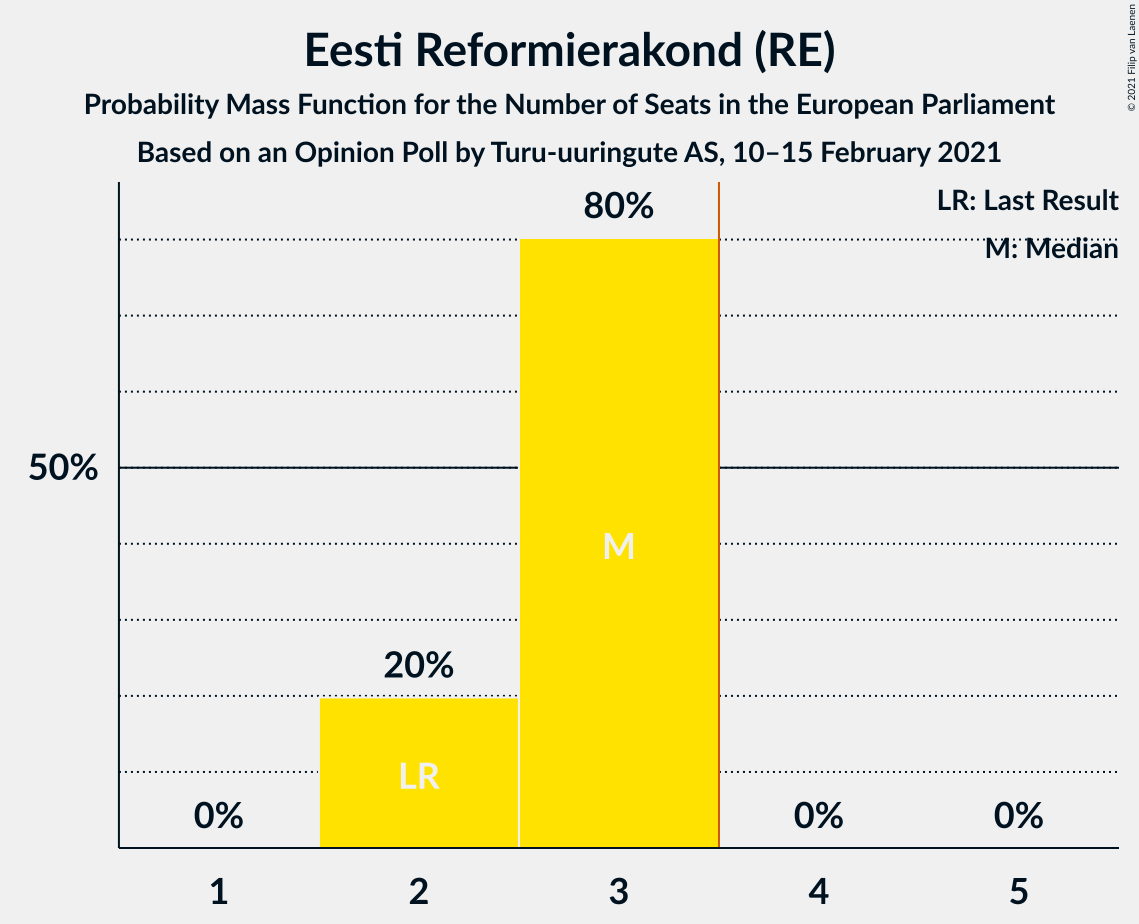 Eesti Reformierakond (RE)
Probability Mass Function for the Number of Seats in the European Parliament
Based on an Opinion Poll by Turu-uuringute AS, 10–15 February 2021
© 2021 Filip van Laenen
LR: Last Result
M: Median
80%
50%
M
20%
LR
0%
0%
0%
1
2
3
4
5